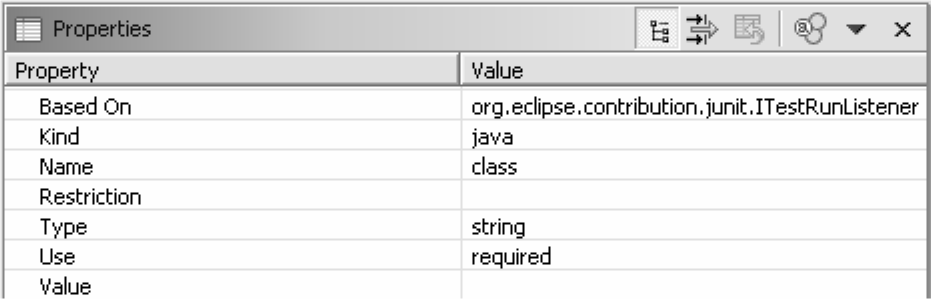 Properties
Property Value
Based On org.eclipse.contribution.junit.ITestRunListener
Kind java
Name class
Restriction
Type string
Use required
Value